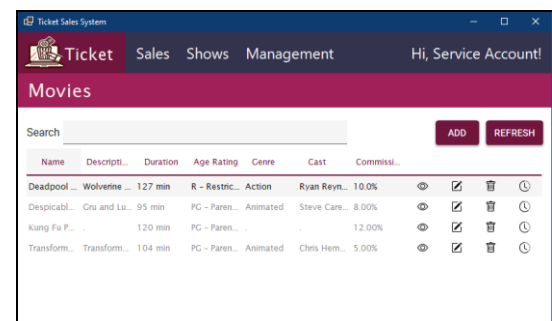 Ticket Sales System
Ticket Sales Shows Management Hi, Service Account!
Movies
Search ADD REFRESH
Name Descripti... Duration Age Rating Genre Cast Commissi...
Deadpool ... Wolverine ... 127 min R – Restric... Action Ryan Reyn... 10.0%
Despicabl... Gru and Lu... 95 min PG – Paren... Animated Steve Care... 8.00%
Kung Fu P... . 120 min PG – Paren... . . 12.00%
Transform... Transform... 104 min PG – Paren... Animated Chris Hem... 5.00%